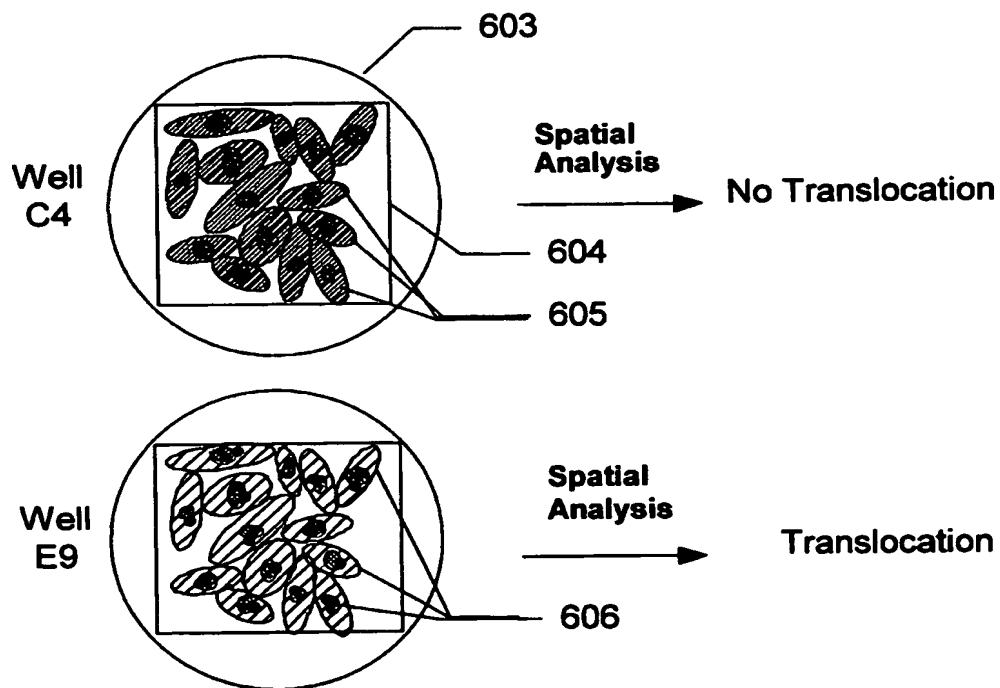 603
Well
C4
Spatial
Analysis
No Translocation
604
605
Well
E9
Spatial
Analysis
Translocation
606